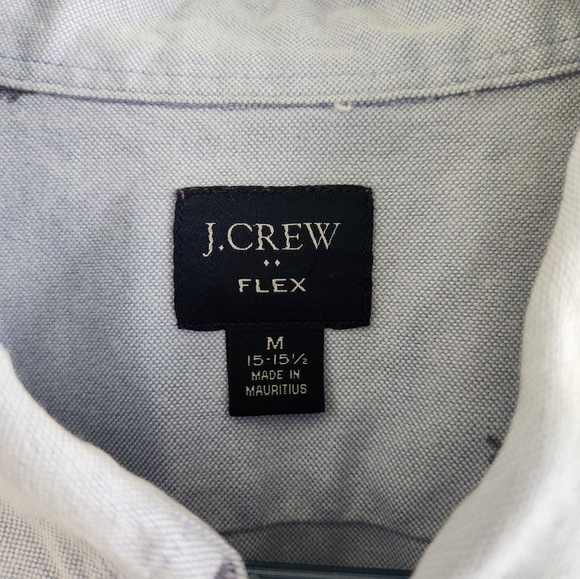 J.CREW
FLEX
M
15-15½
MADE IN
MAURITIUS